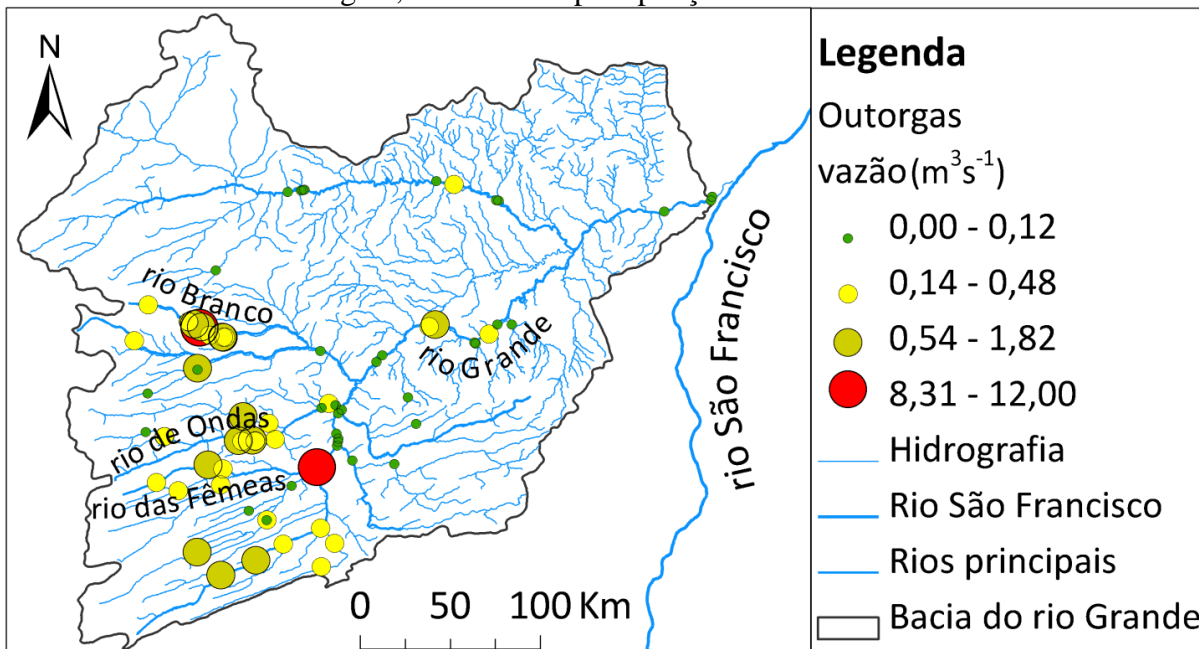 N
rio Branco
rio Grande
rio de Ondas
rio das Fêmeas
rio São Francisco
0 50 100 Km
Legenda
Outorgas
vazão (m³s⁻¹)
0,00 - 0,12
0,14 - 0,48
0,54 - 1,82
8,31 - 12,00
Hidrografia
Rio São Francisco
Rios principais
Bacia do rio Grande